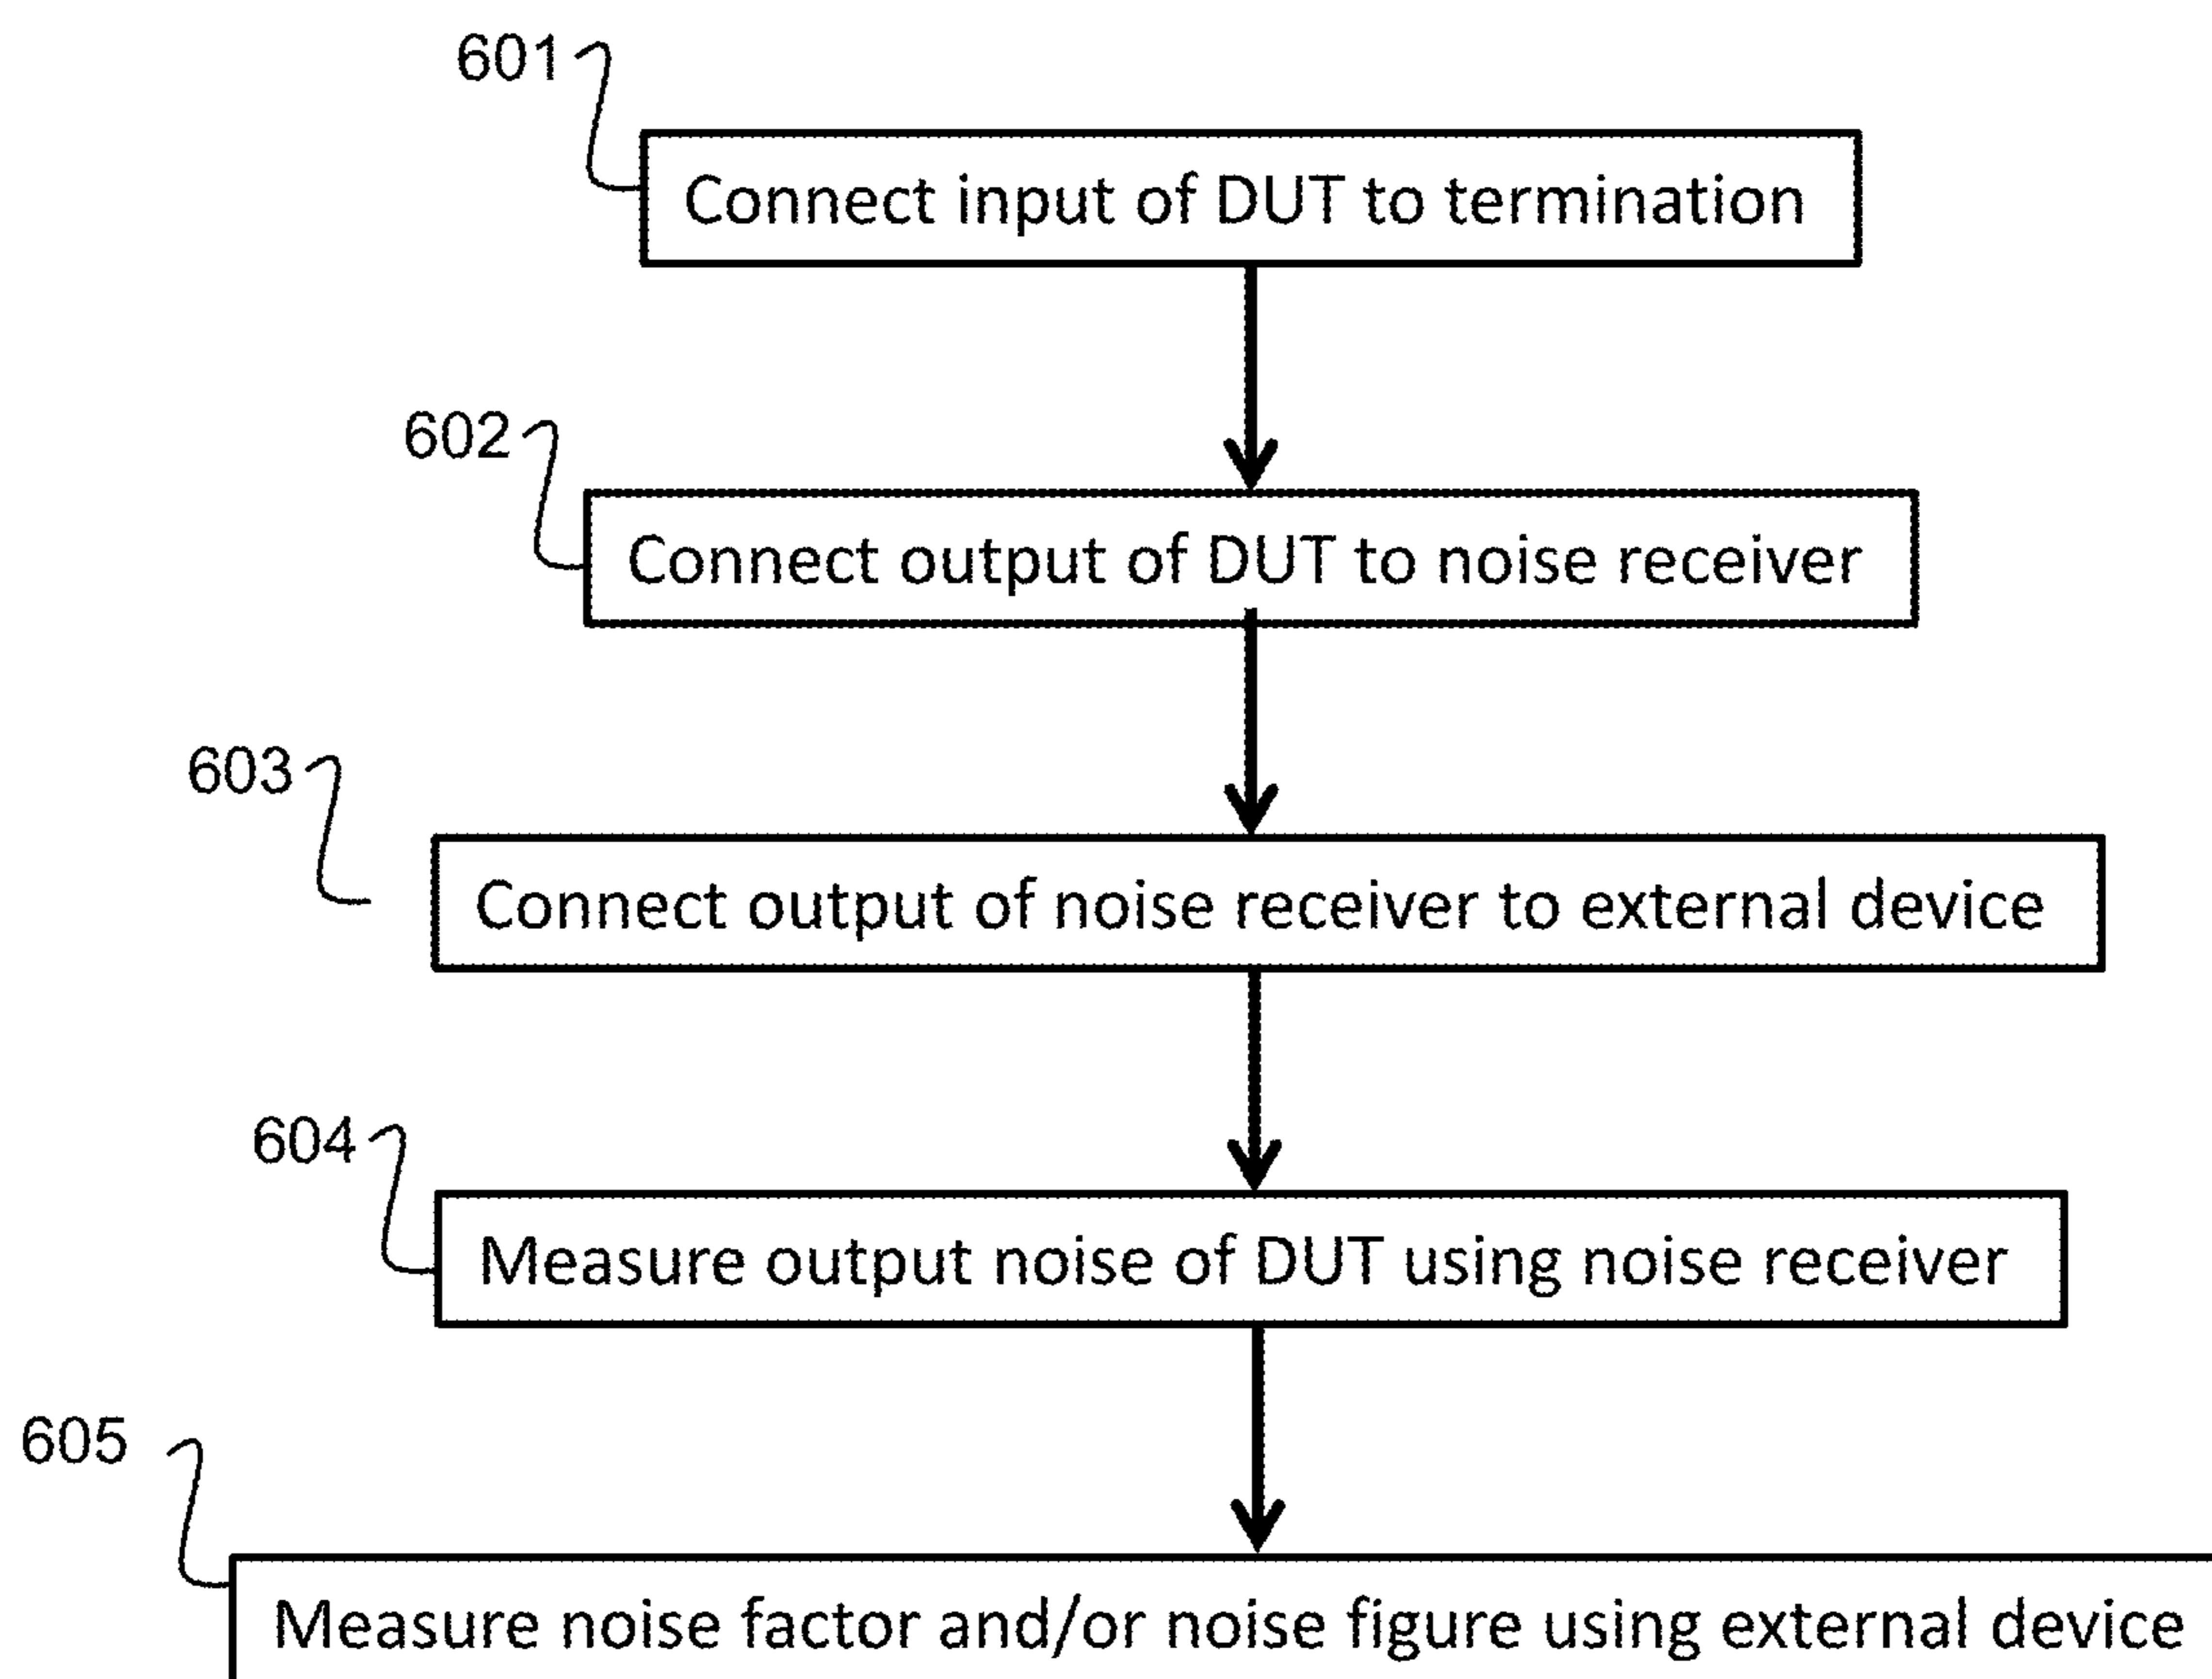 601
Connect input of DUT to termination
602
Connect output of DUT to noise receiver
603
Connect output of noise receiver to external device
604
Measure output noise of DUT using noise receiver
605
Measure noise factor and/or noise figure using external device